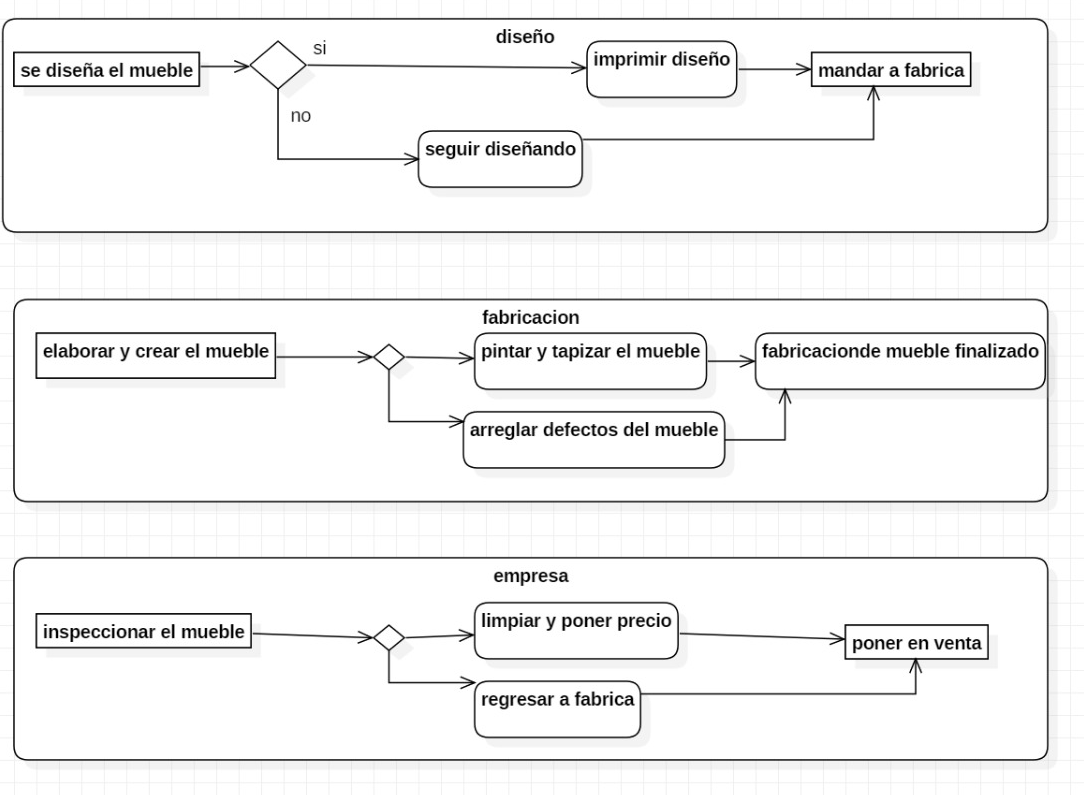 diseño
se diseña el mueble
si
imprimir diseño
mandar a fabrica
no
seguir diseñando
fabricacion
elaborar y crear el mueble
pintar y tapizar el mueble
fabricacionde mueble finalizado
arreglar defectos del mueble
empresa
inspeccionar el mueble
limpiar y poner precio
poner en venta
regresar a fabrica